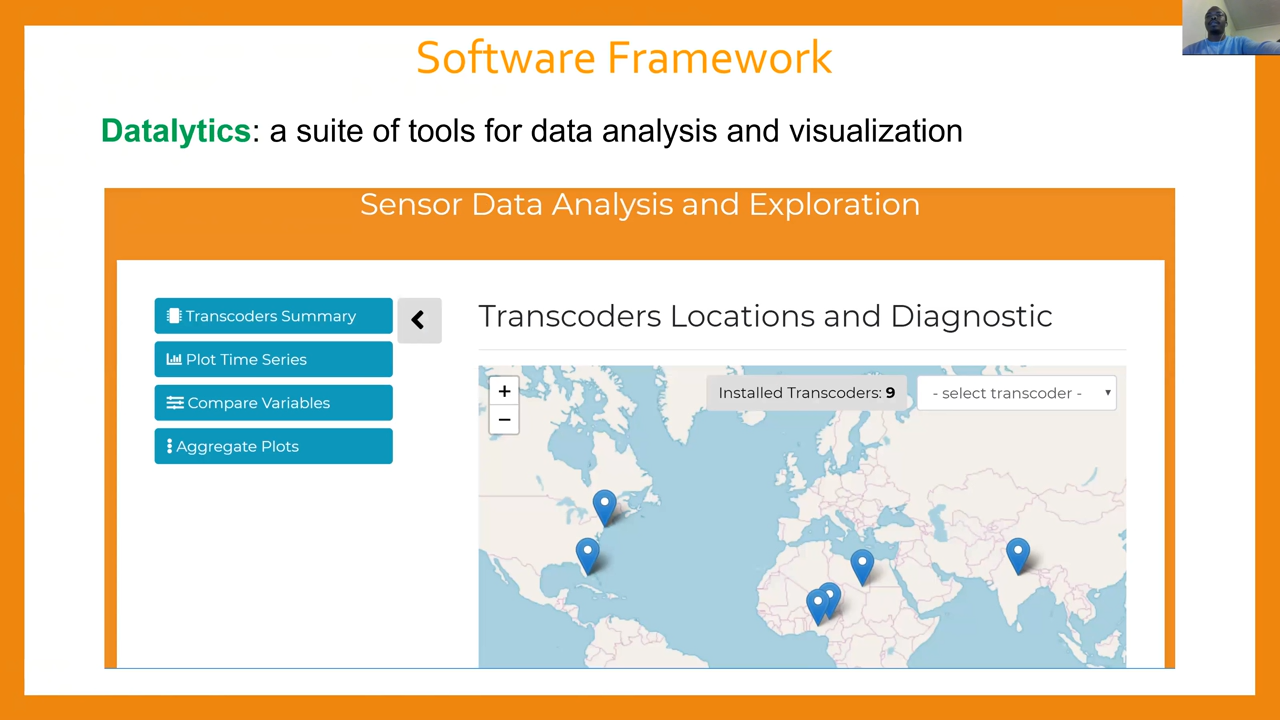 Software Framework
Datalytics: a suite of tools for data analysis and visualization
Sensor Data Analysis and Exploration
Transcoders Summary
Plot Time Series
Compare Variables
Aggregate Plots
Transcoders Locations and Diagnostic
+
−
Installed Transcoders: 9
- select transcoder -